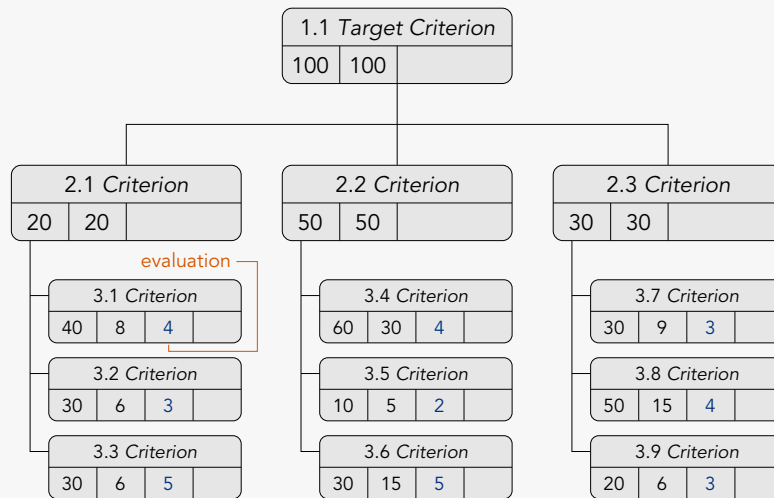 1.1 Target Criterion
100 100
2.1 Criterion
20 20
evaluation
3.1 Criterion
40 8 4
3.2 Criterion
30 6 3
3.3 Criterion
30 6 5
2.2 Criterion
50 50
3.4 Criterion
60 30 4
3.5 Criterion
10 5 2
3.6 Criterion
30 15 5
2.3 Criterion
30 30
3.7 Criterion
30 9 3
3.8 Criterion
50 15 4
3.9 Criterion
20 6 3